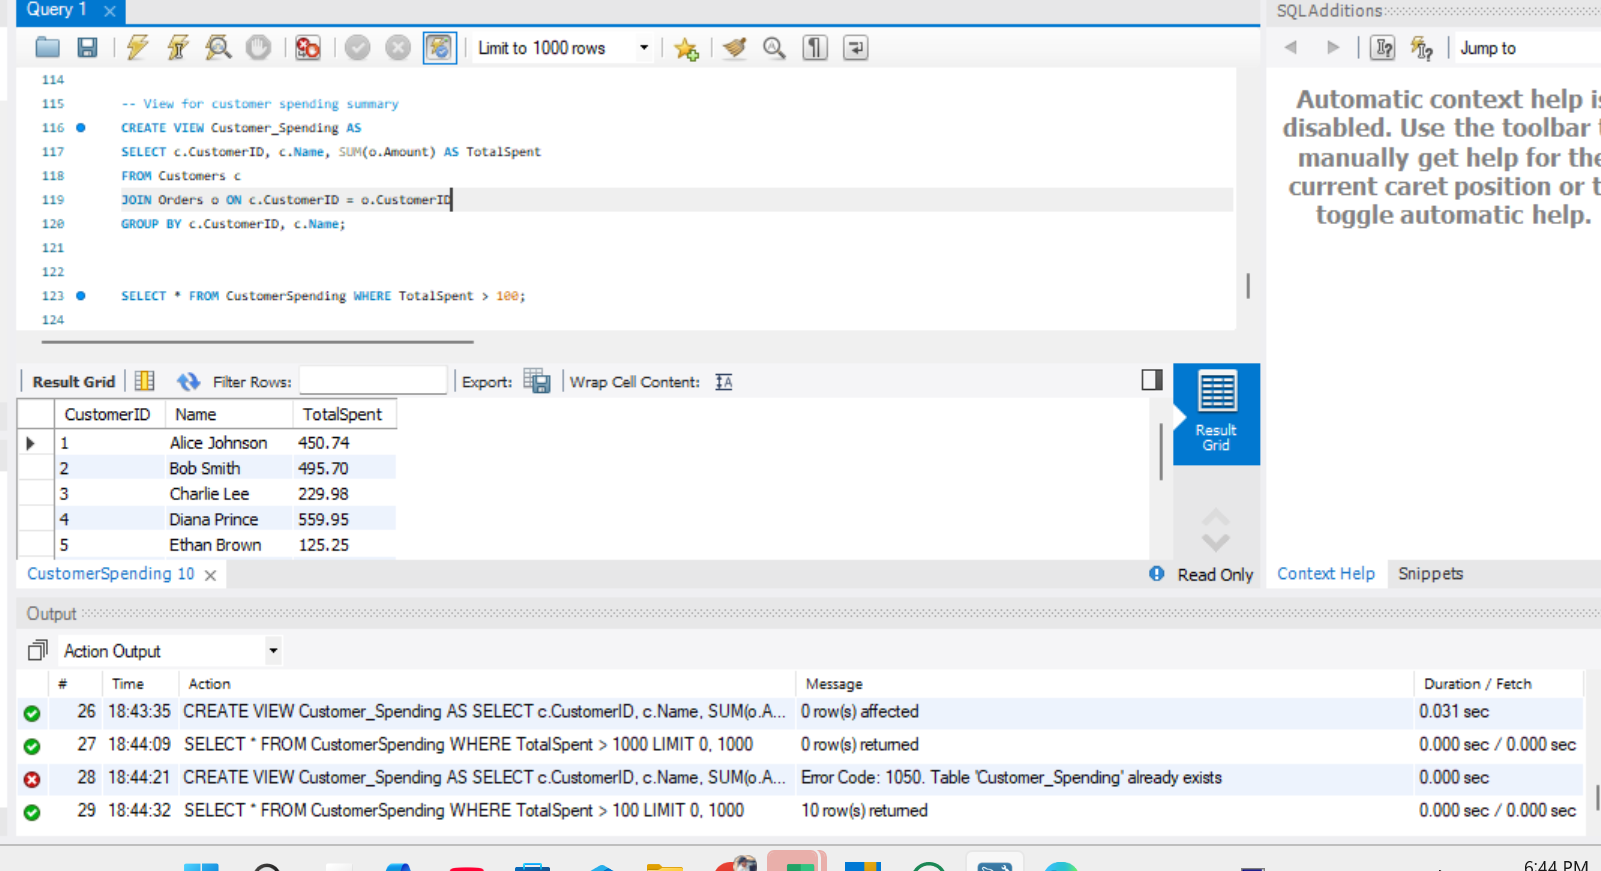 Query 1
SQLAdditions
Limit to 1000 rows
Jump to
114
115 -- View for customer spending summary
116 CREATE VIEW Customer_Spending AS
117 SELECT c.CustomerID, c.Name, SUM(o.Amount) AS TotalSpent
118 FROM Customers c
119 JOIN Orders o ON c.CustomerID = o.CustomerID
120 GROUP BY c.CustomerID, c.Name;
121
122
123 SELECT * FROM CustomerSpending WHERE TotalSpent > 100;
124
Automatic context help is
disabled. Use the toolbar
manually get help for the
current caret position or
toggle automatic help.
Result Grid Filter Rows: Export: Wrap Cell Content:
CustomerID Name TotalSpent
1 Alice Johnson 450.74
2 Bob Smith 495.70
3 Charlie Lee 229.98
4 Diana Prince 559.95
5 Ethan Brown 125.25
Result
Grid
CustomerSpending 10
Read Only
Context Help Snippets
Output
Action Output
# Time Action Message Duration / Fetch
26 18:43:35 CREATE VIEW Customer_Spending AS SELECT c.CustomerID, c.Name, SUM(o.A... 0 row(s) affected 0.031 sec
27 18:44:09 SELECT * FROM CustomerSpending WHERE TotalSpent > 1000 LIMIT 0, 1000 0 row(s) returned 0.000 sec / 0.000 sec
28 18:44:21 CREATE VIEW Customer_Spending AS SELECT c.CustomerID, c.Name, SUM(o.A... Error Code: 1050. Table 'Customer_Spending' already exists 0.000 sec
29 18:44:32 SELECT * FROM CustomerSpending WHERE TotalSpent > 100 LIMIT 0, 1000 10 row(s) returned 0.000 sec / 0.000 sec
6:44 PM